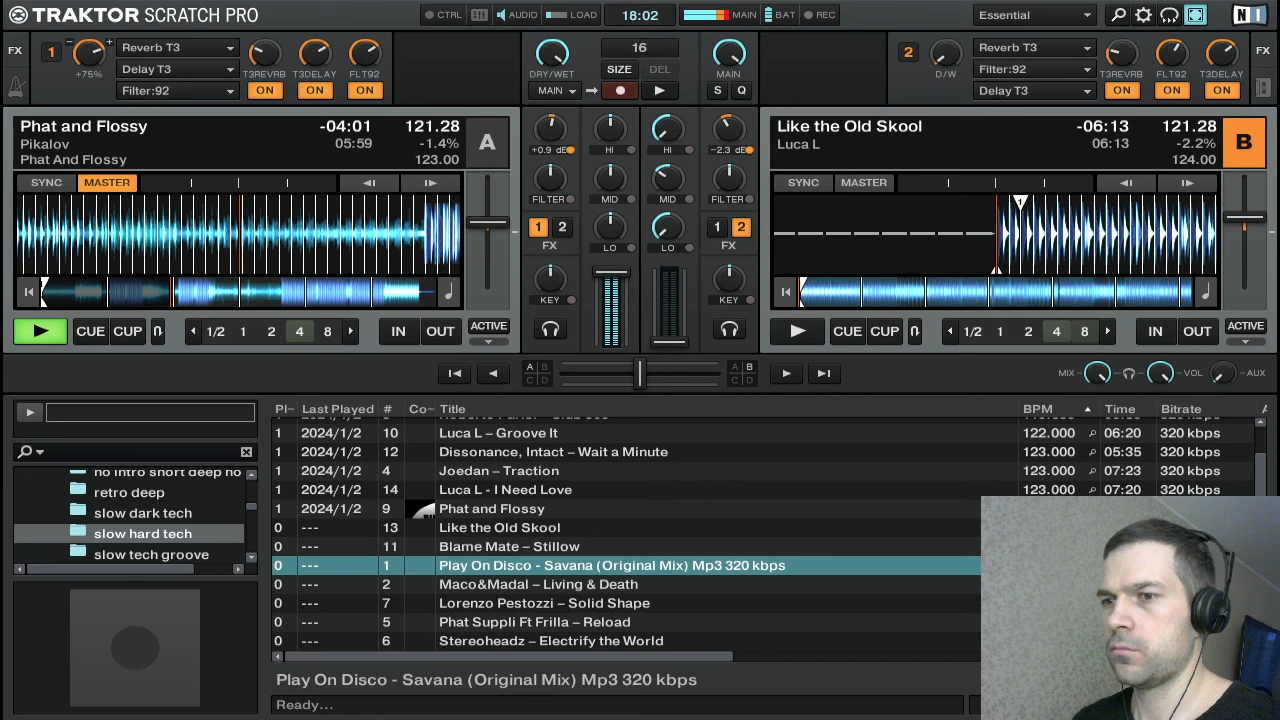 TRAKTOR SCRATCH PRO
CTRL AUDIO LOAD 18:02 MAIN BAT REC Essential
FX 1 Reverb T3
Delay T3
Filter:92
+75% T3REVRB T3DELAY FLT92
ON ON ON
DRY/WET 16 MAIN
SIZE DEL
MAIN S Q
2 Reverb T3 FX
Filter:92
Delay T3
D/W T3REVRB FLT92 T3DELAY
ON ON ON
Phat and Flossy -04:01 121.28
Pikalov 05:59 -1.4%
Phat And Flossy 123.00
A
SYNC MASTER
CUE CUP 1/2 1 2 4 8 IN OUT ACTIVE
+0.9 dB HI HI -2.3 dB
FILTER MID MID FILTER
1 2 LO LO 1 2
FX FX
KEY KEY
Like the Old Skool -06:13 121.28
Luca L 06:13 -2.2%
124.00
B
SYNC MASTER
1
CUE CUP 1/2 1 2 4 8 IN OUT ACTIVE
A B
C D
A B
C D
MIX VOL AUX
no intro short deep no
retro deep
slow dark tech
slow hard tech
slow tech groove
Pl~ Last Played # Co~ Title BPM Time Bitrate
1 2024/1/2 10 Luca L – Groove It 122.000 06:20 320 kbps
1 2024/1/2 12 Dissonance, Intact – Wait a Minute 123.000 05:35 320 kbps
1 2024/1/2 4 Joedan – Traction 123.000 07:23 320 kbps
1 2024/1/2 14 Luca L - I Need Love 123.000 07:20 320 kbps
1 2024/1/2 9 Phat and Flossy
0 --- 13 Like the Old Skool
0 --- 11 Blame Mate – Stillow
0 --- 1 Play On Disco - Savana (Original Mix) Mp3 320 kbps
0 --- 2 Maco&Madal – Living & Death
0 --- 7 Lorenzo Pestozzi – Solid Shape
0 --- 5 Phat Suppli Ft Frilla – Reload
0 --- 6 Stereoheadz – Electrify the World
Play On Disco - Savana (Original Mix) Mp3 320 kbps
Ready...